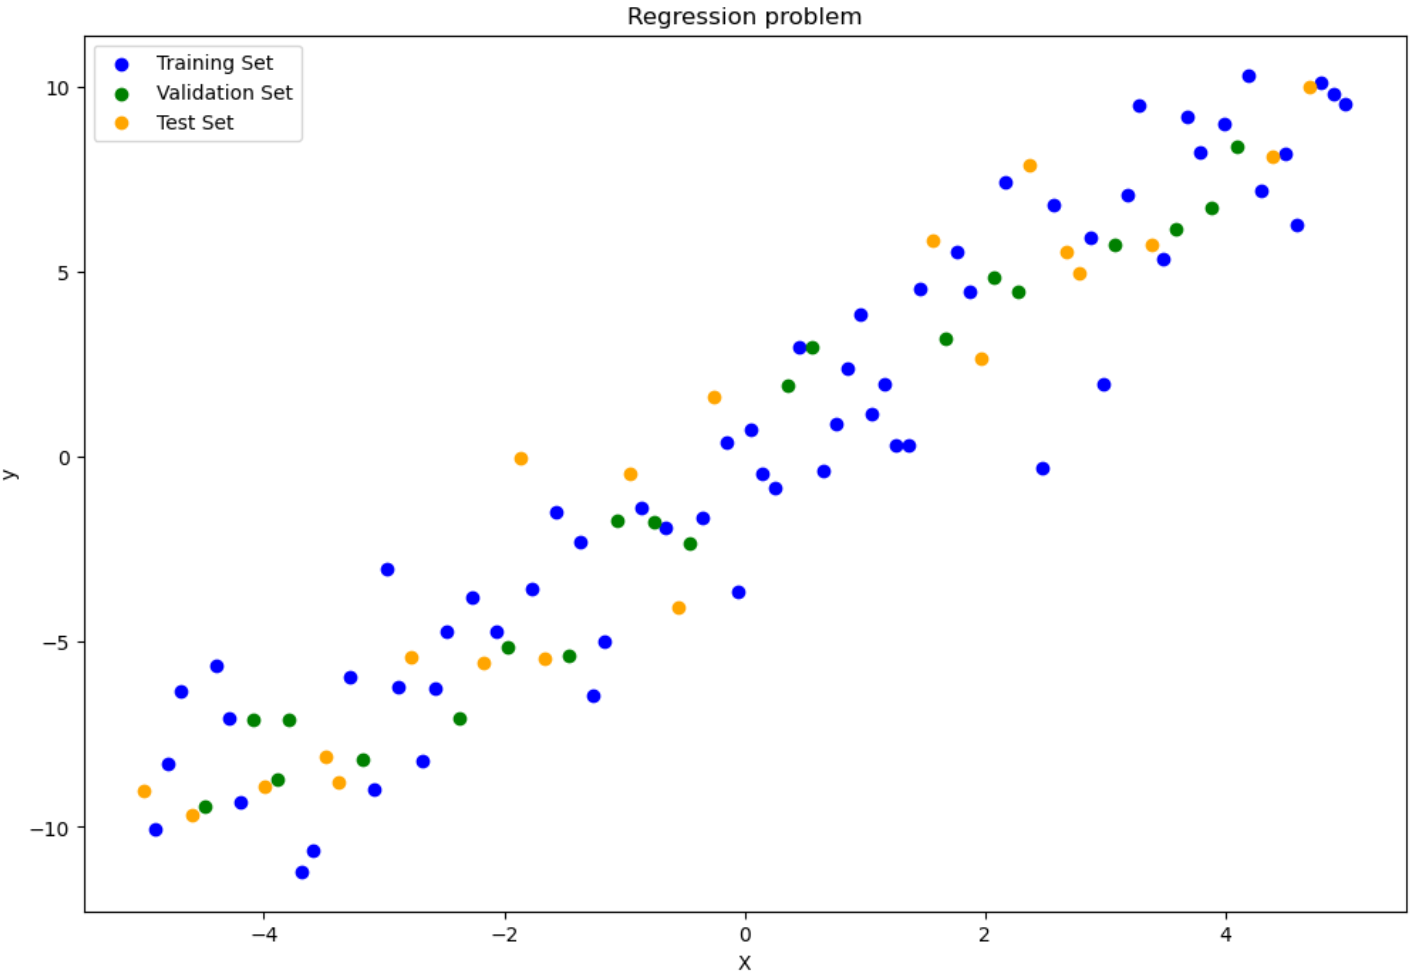 Regression problem
Training Set
Validation Set
Test Set
10
5
0
−5
−10
y
−4 −2 0 2 4
X